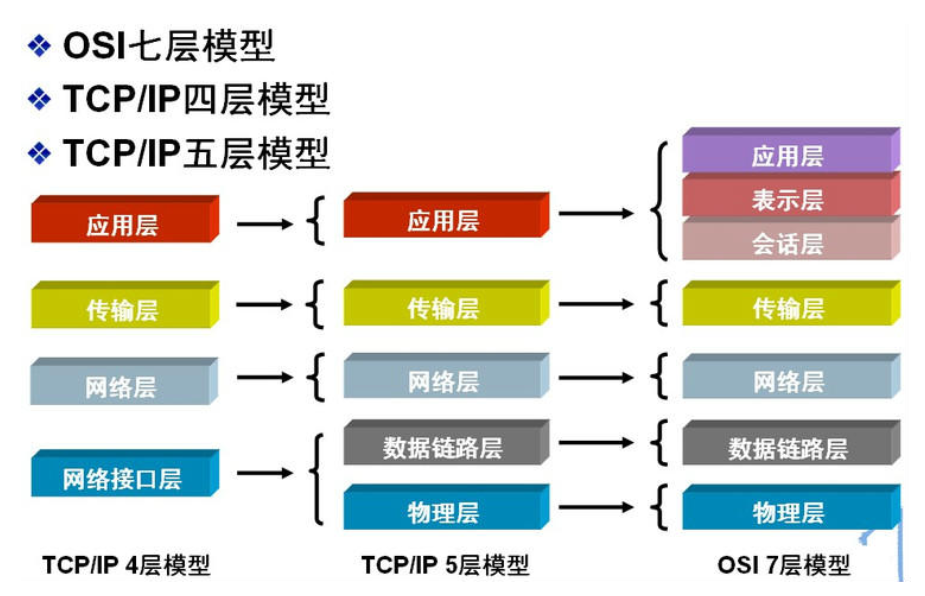 OSI七层模型
TCP/IP四层模型
TCP/IP五层模型
应用层
传输层
网络层
网络接口层
TCP/IP 4层模型
应用层
传输层
网络层
数据链路层
物理层
TCP/IP 5层模型
应用层
表示层
会话层
传输层
网络层
数据链路层
物理层
OSI 7层模型